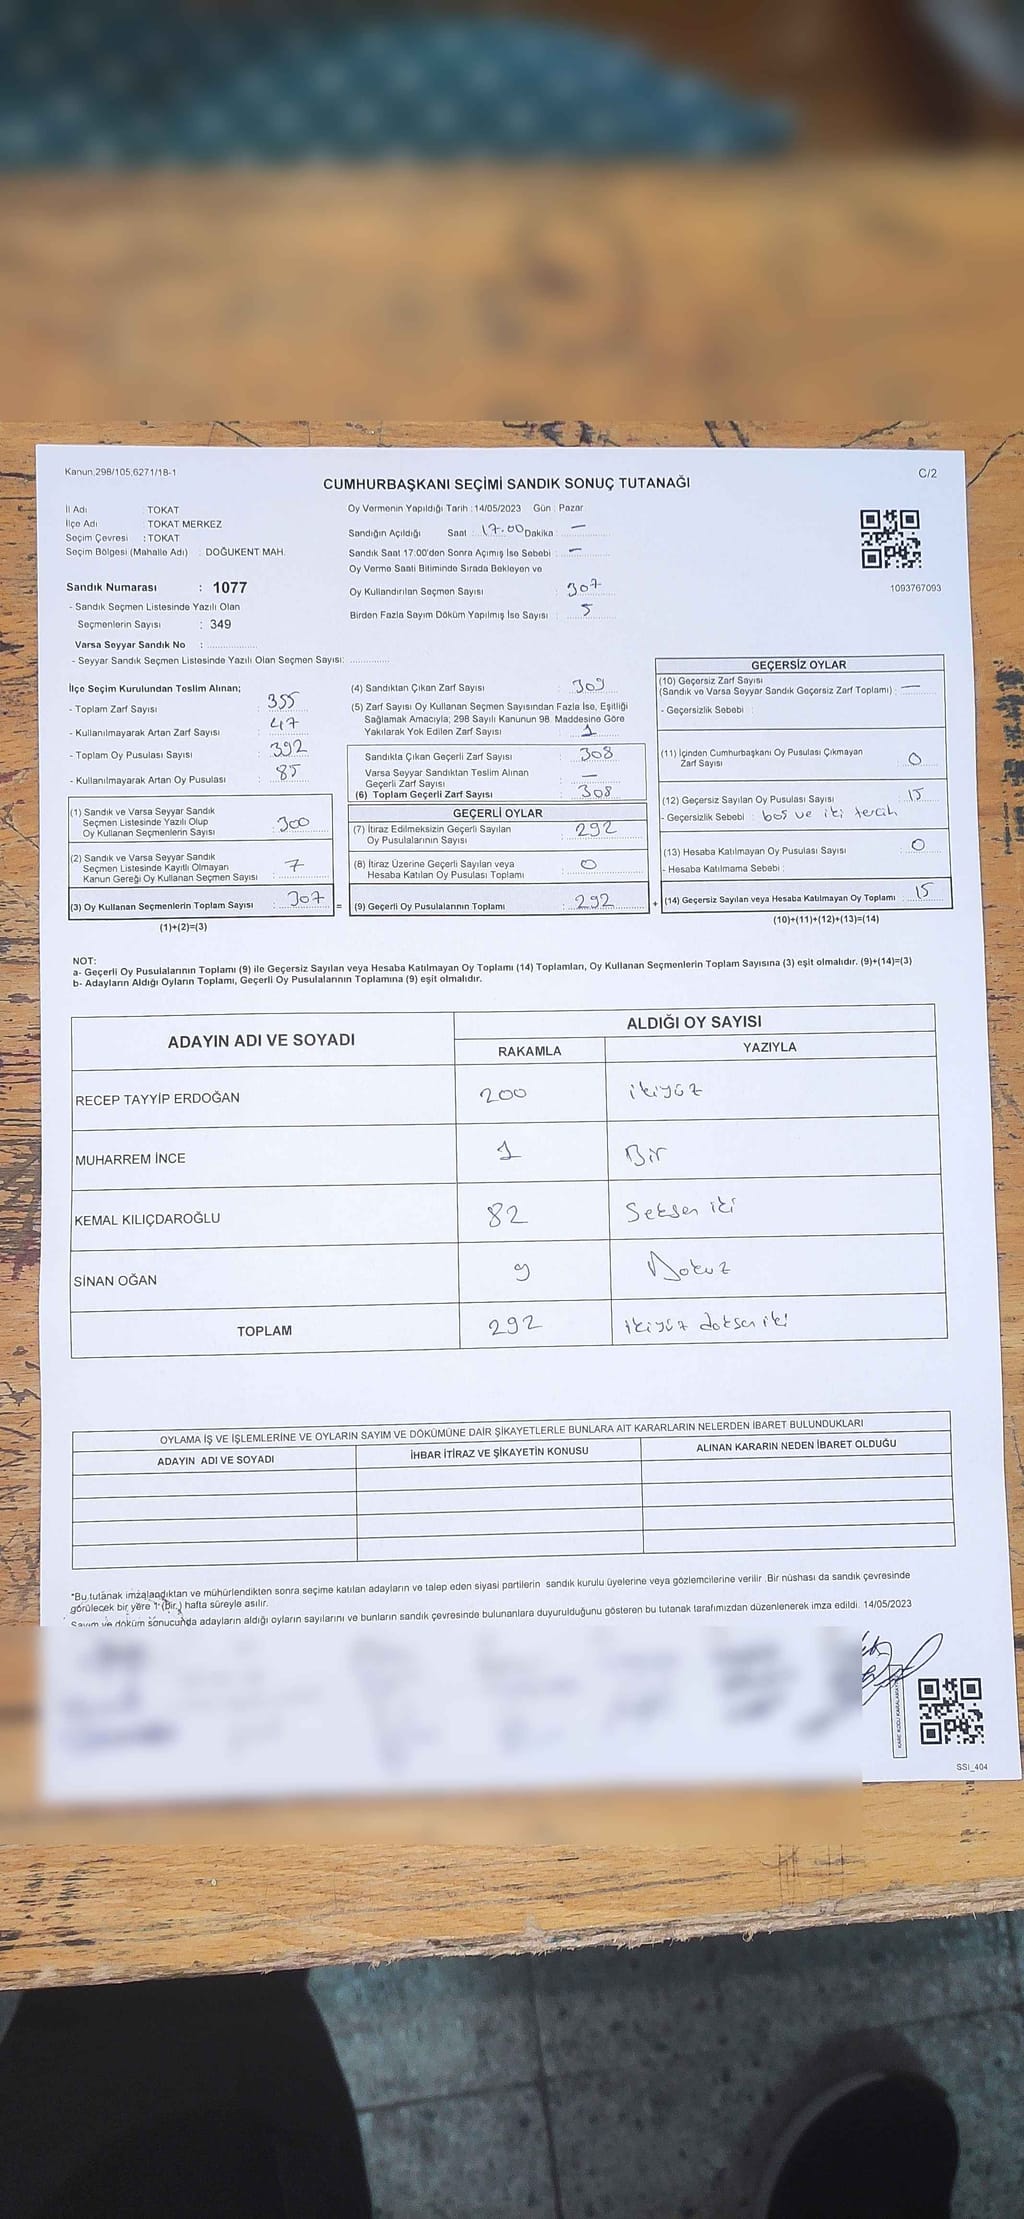 Kanun.298/105,6271/18-1
C/2
CUMHURBAŞKANI SEÇİMİ SANDIK SONUÇ TUTANAĞI
İl Adı : TOKAT
İlçe Adı : TOKAT MERKEZ
Seçim Çevresi : TOKAT
Seçim Bölgesi (Mahalle Adı) : DOĞUKENT MAH.
Sandık Numarası : 1077
- Sandık Seçmen Listesinde Yazılı Olan
Seçmenlerin Sayısı : 349
Varsa Seyyar Sandık No :
- Seyyar Sandık Seçmen Listesinde Yazılı Olan Seçmen Sayısı:
Oy Vermenin Yapıldığı Tarih :14/05/2023 Gün : Pazar
Sandığın Açıldığı Saat : 17.00 Dakika : —
Sandık Saat 17:00'den Sonra Açımış İse Sebebi : —
Oy Verme Saati Bitiminde Sırada Bekleyen ve
Oy Kullandırılan Seçmen Sayısı : 307
Birden Fazla Sayım Döküm Yapılmış İse Sayısı : 5
1093767093
İlçe Seçim Kurulundan Teslim Alınan;
- Toplam Zarf Sayısı : 355
- Kullanılmayarak Artan Zarf Sayısı : 47
- Toplam Oy Pusulası Sayısı : 392
- Kullanılmayarak Artan Oy Pusulası : 85
(1) Sandık ve Varsa Seyyar Sandık
Seçmen Listesinde Yazılı Olup
Oy Kullanan Seçmenlerin Sayısı : 300
(2) Sandık ve Varsa Seyyar Sandık
Seçmen Listesinde Kayıtlı Olmayan
Kanun Gereği Oy Kullanan Seçmen Sayısı : 7
(3) Oy Kullanan Seçmenlerin Toplam Sayısı : 307 =
(1)+(2)=(3)
(4) Sandıktan Çıkan Zarf Sayısı : 309
(5) Zarf Sayısı Oy Kullanan Seçmen Sayısından Fazla İse, Eşitliği
Sağlamak Amacıyla; 298 Sayılı Kanunun 98. Maddesine Göre
Yakılarak Yok Edilen Zarf Sayısı : 1
Sandıkla Çıkan Geçerli Zarf Sayısı : 308
Varsa Seyyar Sandıktan Teslim Alınan
Geçerli Zarf Sayısı : —
(6) Toplam Geçerli Zarf Sayısı : 308
GEÇERLİ OYLAR
(7) İtiraz Edilmeksizin Geçerli Sayılan
Oy Pusulalarının Sayısı : 292
(8) İtiraz Üzerine Geçerli Sayılan veya
Hesaba Katılan Oy Pusulası Toplamı : 0
(9) Geçerli Oy Pusulalarının Toplamı : 292 +
GEÇERSİZ OYLAR
(10) Geçersiz Zarf Sayısı
(Sandık ve Varsa Seyyar Sandık Geçersiz Zarf Toplamı) : —
- Geçersizlik Sebebi :
(11) İçinden Cumhurbaşkanı Oy Pusulası Çıkmayan
Zarf Sayısı : 0
(12) Geçersiz Sayılan Oy Pusulası Sayısı : 15
- Geçersizlik Sebebi : boş ve iki tercih
(13) Hesaba Katılmayan Oy Pusulası Sayısı : 0
- Hesaba Katılmama Sebebi :
(14) Geçersiz Sayılan veya Hesaba Katılmayan Oy Toplamı : 15
(10)+(11)+(12)+(13)=(14)
NOT:
a- Geçerli Oy Pusulalarının Toplamı (9) ile Geçersiz Sayılan veya Hesaba Katılmayan Oy Toplamı (14) Toplamları, Oy Kullanan Seçmenlerin Toplam Sayısına (3) eşit olmalıdır. (9)+(14)=(3)
b- Adayların Aldığı Oyların Toplamı, Geçerli Oy Pusulalarının Toplamına (9) eşit olmalıdır.
ADAYIN ADI VE SOYADI
ALDIĞI OY SAYISI
RAKAMLA YAZIYLA
RECEP TAYYİP ERDOĞAN 200 ikiyüz
MUHARREM İNCE 1 Bir
KEMAL KILIÇDAROĞLU 82 Seksen iki
SİNAN OĞAN 9 Dokuz
TOPLAM 292 ikiyüz doksan iki
OYLAMA İŞ VE İŞLEMLERİNE VE OYLARIN SAYIM VE DÖKÜMÜNE DAİR ŞİKAYETLERLE BUNLARA AİT KARARLARIN NELERDEN İBARET BULUNDUKLARI
ADAYIN ADI VE SOYADI İHBAR İTİRAZ VE ŞİKAYETİN KONUSU ALINAN KARARIN NEDEN İBARET OLDUĞU
*Bu tutanak imzalandıktan ve mühürlendikten sonra seçime katılan adayların ve talep eden siyasi partilerin sandık kurulu üyelerine veya gözlemcilerine verilir .Bir nüshası da sandık çevresinde
görülecek bir yere 1 (Bir.) hafta süreyle asılır.
Sayım ve döküm sonucunda adayların aldığı oyların sayılarını ve bunların sandık çevresinde bulunanlara duyurulduğunu gösteren bu tutanak tarafımızdan düzenlenerek imza edildi. 14/05/2023
SSI_404